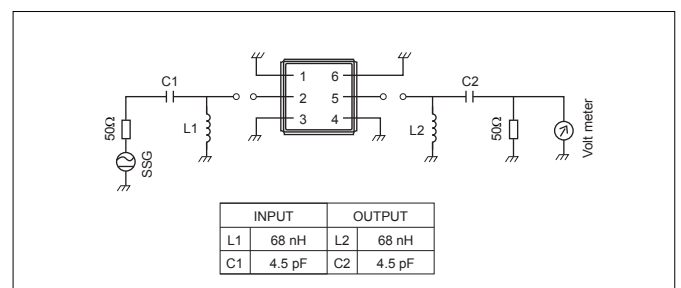 1 6
C1 C2
2 5
3 4
50Ω L1 L2 50Ω Volt meter
SSG
INPUT OUTPUT
L1 68 nH L2 68 nH
C1 4.5 pF C2 4.5 pF